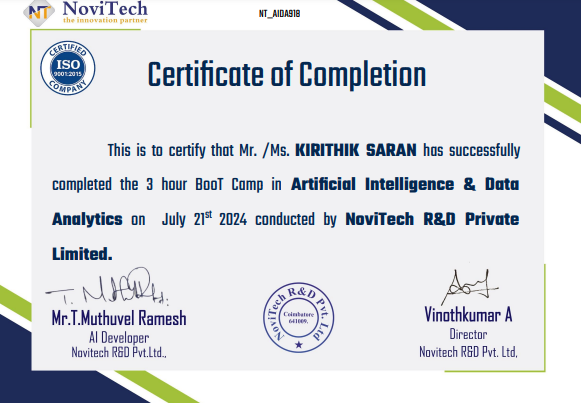 NT
NoviTech
the innovation partner
NT_AIDA918
CERTIFIED
ISO
9001:2015
COMPANY
Certificate of Completion
This is to certify that Mr. /Ms. KIRITHIK SARAN has successfully
completed the 3 hour BooT Camp in Artificial Intelligence & Data
Analytics on July 21st 2024 conducted by NoviTech R&D Private
Limited.
Mr.T.Muthuvel Ramesh
AI Developer
Novitech R&D Pvt.Ltd.,
NoviTech R&D Pvt. Ltd
Coimbatore
641009.
Vinothkumar A
Director
Novitech R&D Pvt. Ltd,